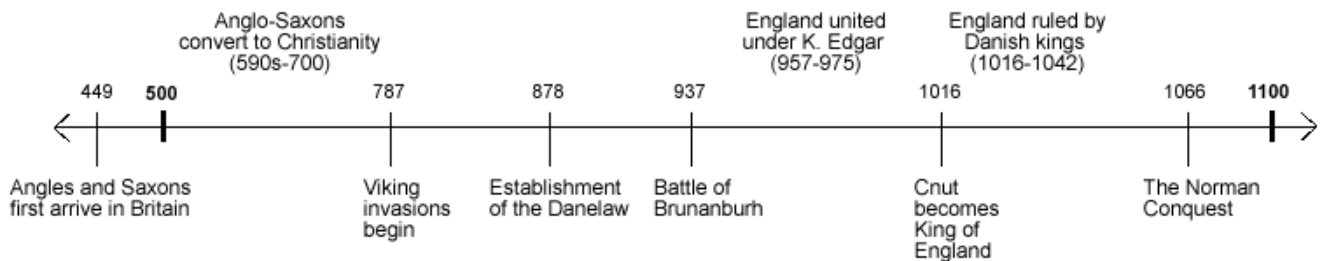 Anglo-Saxons
convert to Christianity
(590s-700)
England united
under K. Edgar
(957-975)
England ruled by
Danish kings
(1016-1042)
449
500
787
878
937
1016
1066
1100
Angles and Saxons
first arrive in Britain
Viking
invasions
begin
Establishment
of the Danelaw
Battle of
Brunanburh
Cnut
becomes
King of
England
The Norman
Conquest